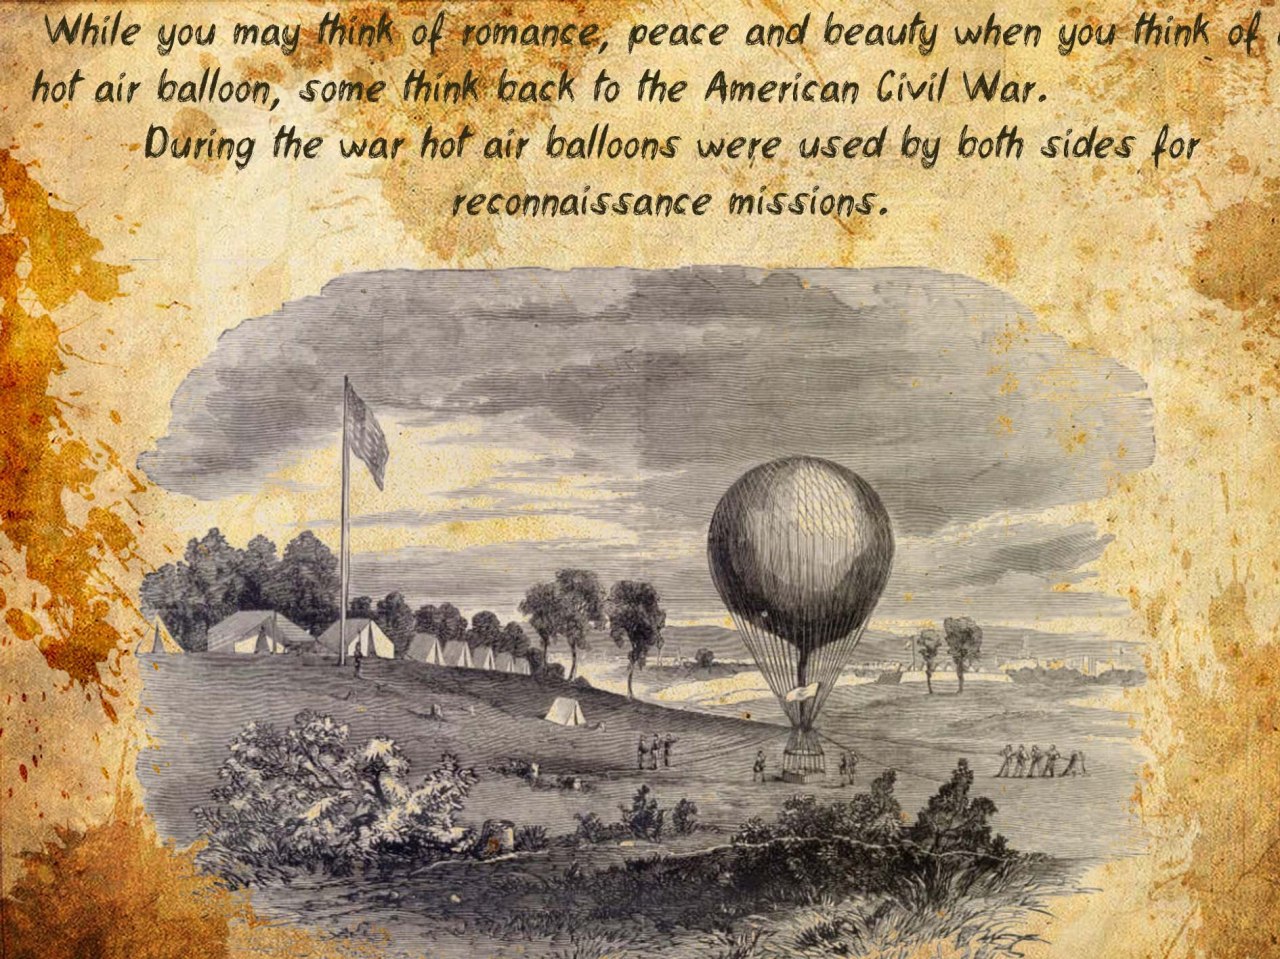 While you may think of romance, peace and beauty when you think of
hot air balloon, some think back to the American Civil War.
During the war hot air balloons were used by both sides for
reconnaissance missions.